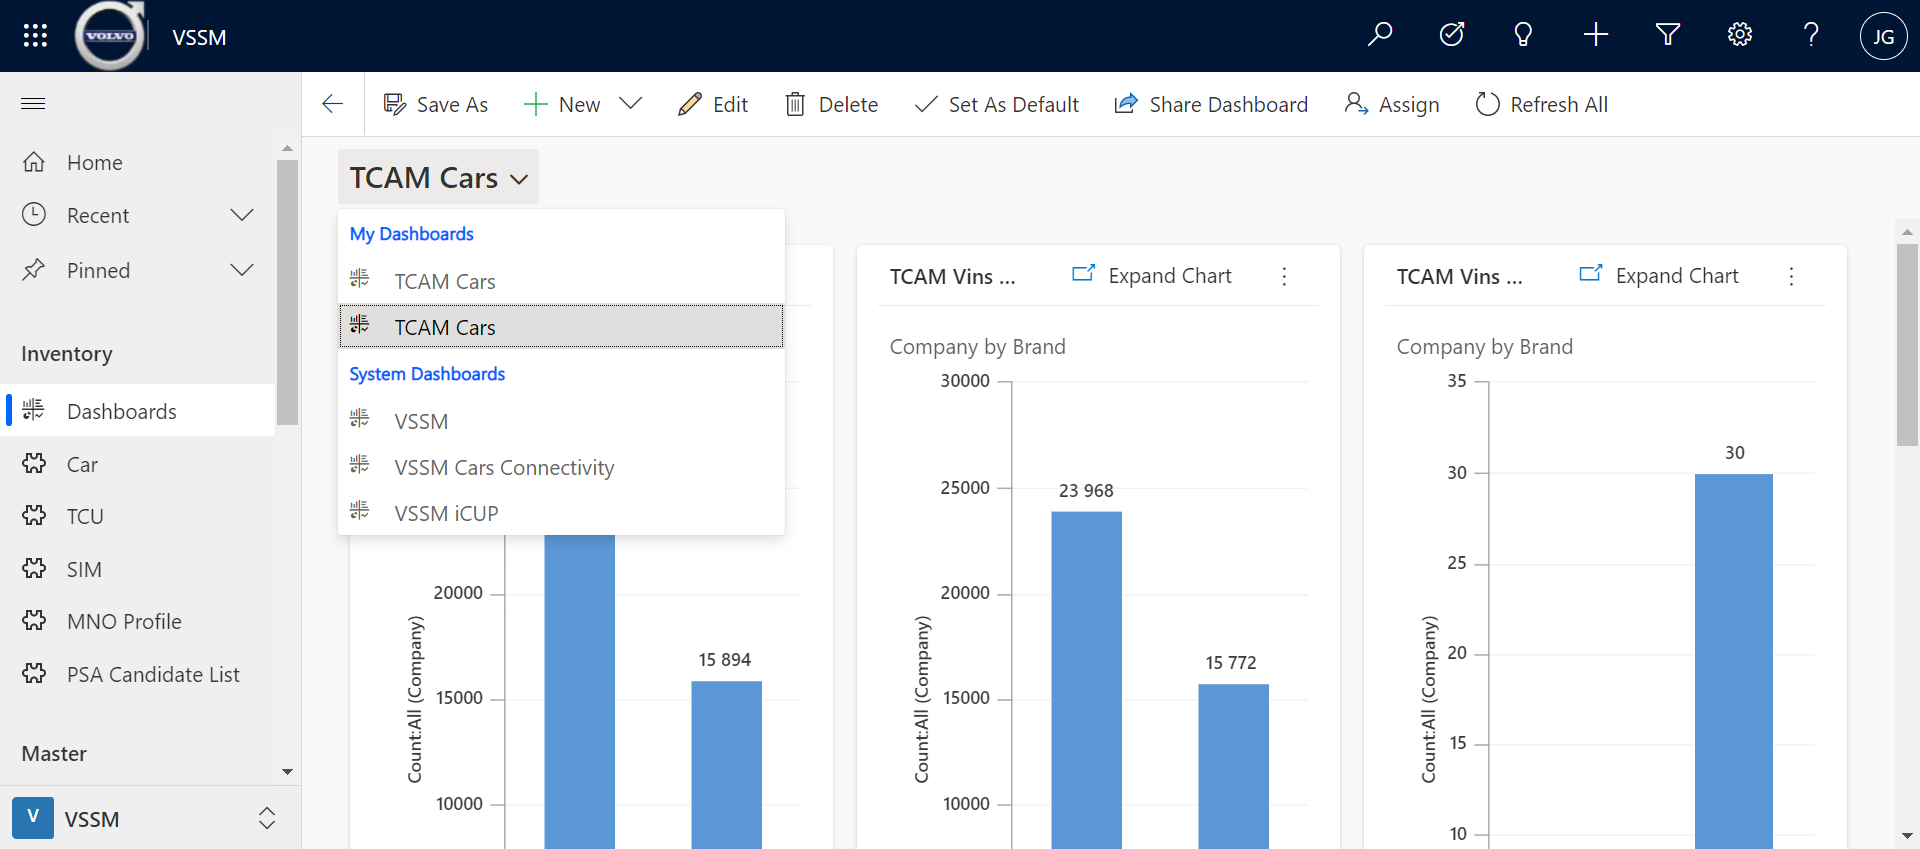 VOLVO
VSSM
JG
Save As
New
Edit
Delete
Set As Default
Share Dashboard
Assign
Refresh All
Home
Recent
Pinned
Inventory
Dashboards
Car
TCU
SIM
MNO Profile
PSA Candidate List
Master
V
VSSM
TCAM Cars
My Dashboards
TCAM Cars
TCAM Cars
System Dashboards
VSSM
VSSM Cars Connectivity
VSSM iCUP
20000
15000
10000
Count:All (Company)
15 894
TCAM Vins ...
Expand Chart
Company by Brand
30000
25000
20000
15000
10000
Count:All (Company)
23 968
15 772
TCAM Vins ...
Expand Chart
Company by Brand
35
30
25
20
15
10
Count:All (Company)
30